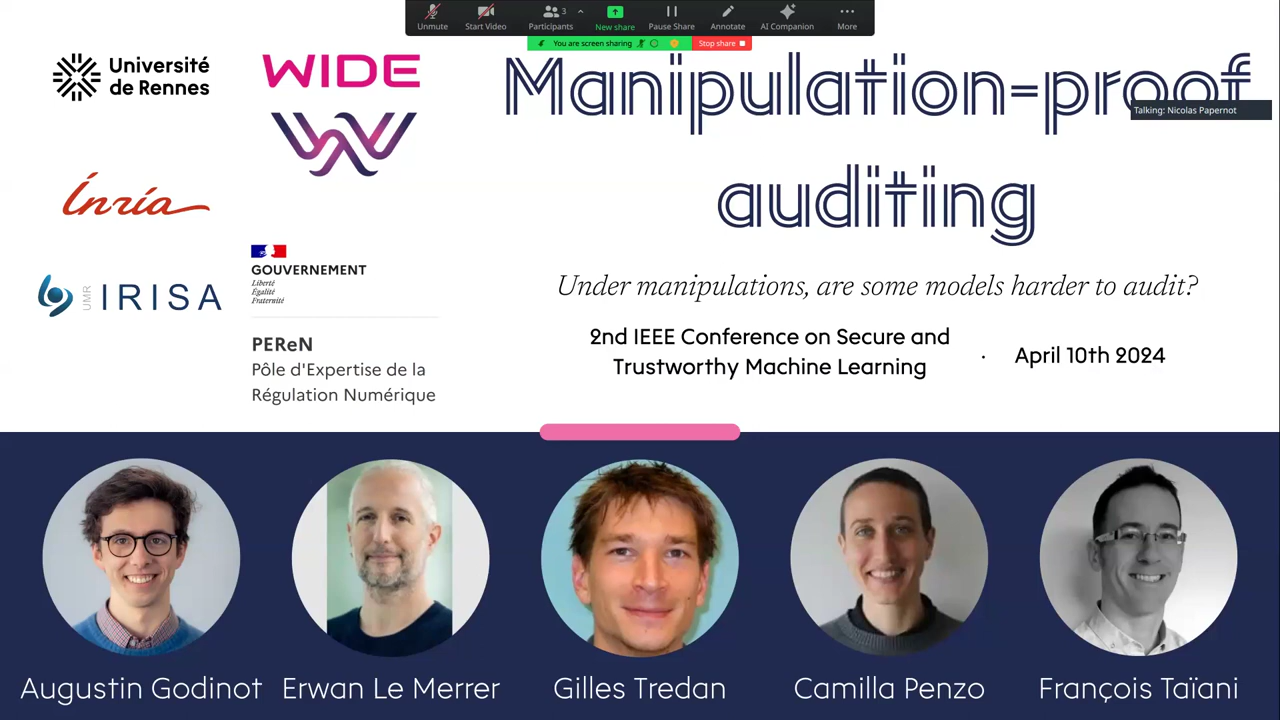 Unmute
Start Video
Participants
3
New share
Pause Share
Annotate
AI Companion
More
You are screen sharing
Stop share
Talking: Nicolas Papernot
Université
de Rennes
WIDE
Inria
UMR
IRISA
GOUVERNEMENT
Liberté
Égalité
Fraternité
PEReN
Pôle d'Expertise de la
Régulation Numérique
Manipulation-proof
auditing
Under manipulations, are some models harder to audit?
2nd IEEE Conference on Secure and
Trustworthy Machine Learning
· April 10th 2024
Augustin Godinot
Erwan Le Merrer
Gilles Tredan
Camilla Penzo
François Taïani